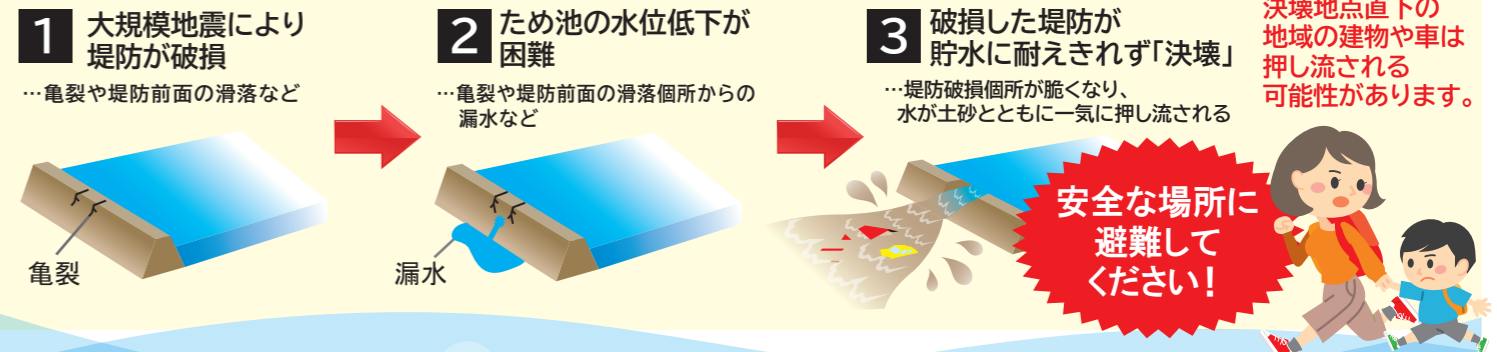 1
大規模地震により
堤防が破損
…亀裂や堤防前面の滑落など
亀裂
2
ため池の水位低下が
困難
…亀裂や堤防前面の滑落個所からの
漏水など
漏水
3
破損した堤防が
貯水に耐えきれず「決壊」
…堤防破損個所が脆くなり、
水が土砂とともに一気に押し流される
決壊地点直下の
地域の建物や車は
押し流される
可能性があります。
安全な場所に
避難して
ください！